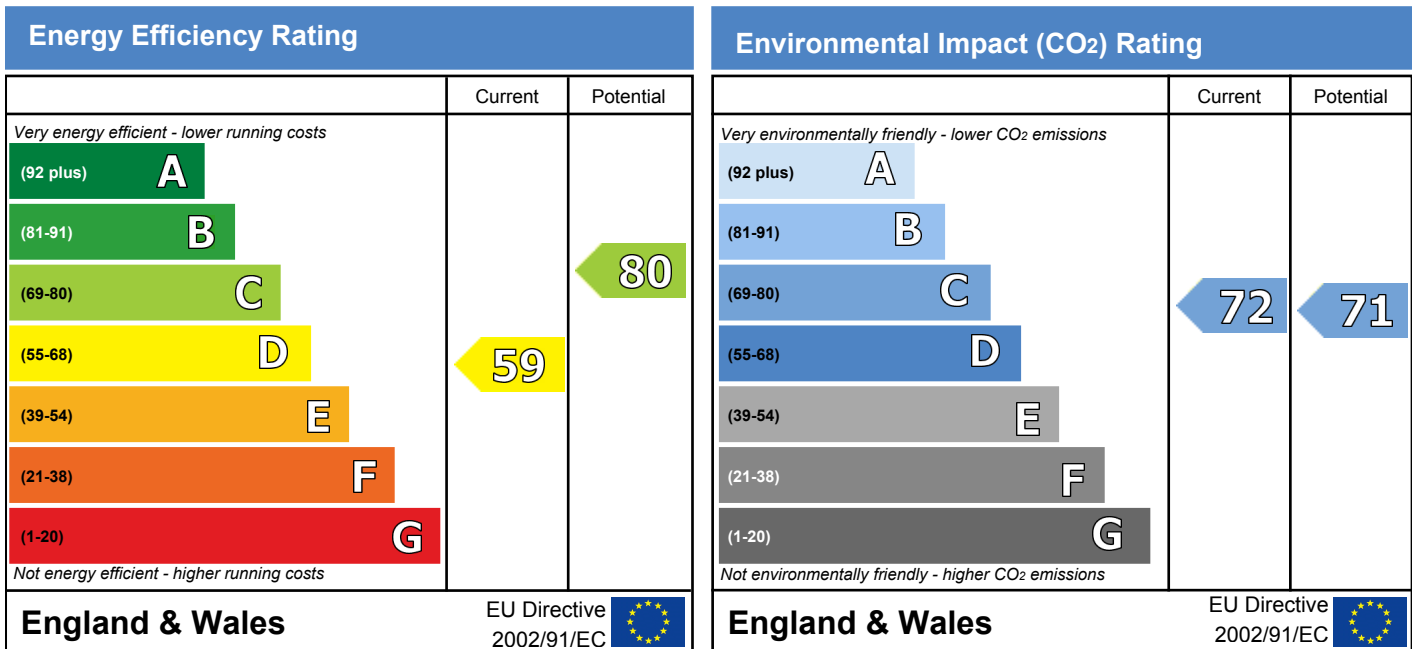 Energy Efficiency Rating
Current Potential
Very energy efficient - lower running costs
(92 plus) A
(81-91) B
(69-80) C
(55-68) D
(39-54) E
(21-38) F
(1-20) G
80
59
Not energy efficient - higher running costs
England & Wales
EU Directive
2002/91/EC
Environmental Impact (CO2) Rating
Current Potential
Very environmentally friendly - lower CO2 emissions
(92 plus) A
(81-91) B
(69-80) C
(55-68) D
(39-54) E
(21-38) F
(1-20) G
72 71
Not environmentally friendly - higher CO2 emissions
England & Wales
EU Directive
2002/91/EC